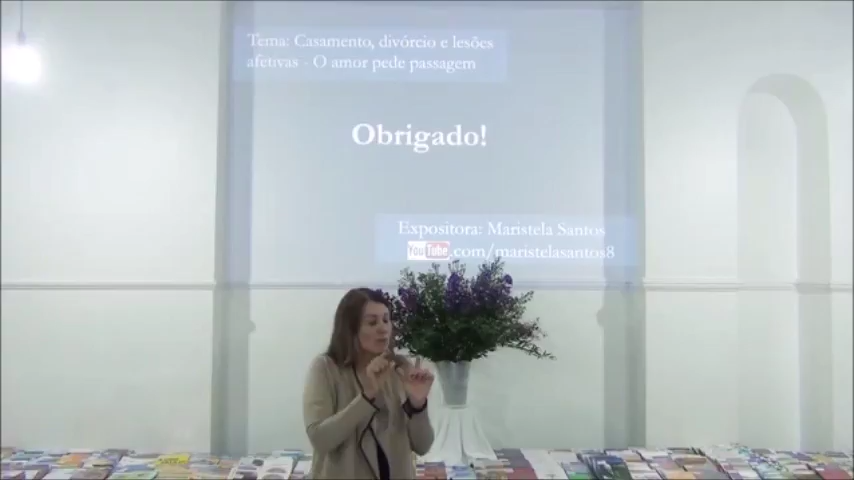 Tema: Casamento, divórcio e lesões
afetivas - O amor pede passagem
Obrigado!
Expositora: Maristela Santos
YouTube.com/maristelasantos8